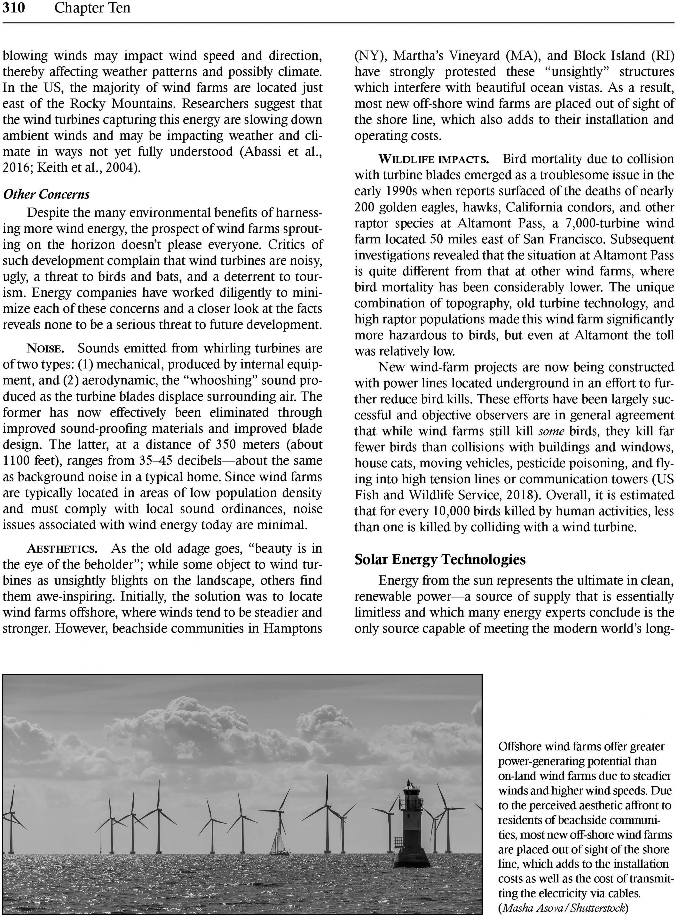 310 Chapter Ten
blowing winds may impact wind speed and direction,
thereby affecting weather patterns and possibly climate.
In the US, the majority of wind farms are located just
east of the Rocky Mountains. Researchers suggest that
the wind turbines capturing this energy are slowing down
ambient winds and may be impacting weather and cli-
mate in ways not yet fully understood (Abassi et al.,
2016; Keith et al., 2004).
Other Concerns
Despite the many environmental benefits of harness-
ing more wind energy, the prospect of wind farms sprout-
ing on the horizon doesn't please everyone. Critics of
such development complain that wind turbines are noisy,
ugly, a threat to birds and bats, and a deterrent to tour-
ism. Energy companies have worked diligently to mini-
mize each of these concerns and a closer look at the facts
reveals none to be a serious threat to future development.
NOISE. Sounds emitted from whirling turbines are
of two types: (1) mechanical, produced by internal equip-
ment, and (2) aerodynamic, the “whooshing” sound pro-
duced as the turbine blades displace surrounding air. The
former has now effectively been eliminated through
improved sound-proofing materials and improved blade
design. The latter, at a distance of 350 meters (about
1100 feet), ranges from 35–45 decibels—about the same
as background noise in a typical home. Since wind farms
are typically located in areas of low population density
and must comply with local sound ordinances, noise
issues associated with wind energy today are minimal.
AESTHETICS. As the old adage goes, “beauty is in
the eye of the beholder”; while some object to wind tur-
bines as unsightly blights on the landscape, others find
them awe-inspiring. Initially, the solution was to locate
wind farms offshore, where winds tend to be steadier and
stronger. However, beachside communities in Hamptons
(NY), Martha's Vineyard (MA), and Block Island (RI)
have strongly protested these “unsightly” structures
which interfere with beautiful ocean vistas. As a result,
most new off-shore wind farms are placed out of sight of
the shore line, which also adds to their installation and
operating costs.
WILDLIFE IMPACTS. Bird mortality due to collision
with turbine blades emerged as a troublesome issue in the
early 1990s when reports surfaced of the deaths of nearly
200 golden eagles, hawks, California condors, and other
raptor species at Altamont Pass, a 7,000-turbine wind
farm located 50 miles east of San Francisco. Subsequent
investigations revealed that the situation at Altamont Pass
is quite different from that at other wind farms, where
bird mortality has been considerably lower. The unique
combination of topography, old turbine technology, and
high raptor populations made this wind farm significantly
more hazardous to birds, but even at Altamont the toll
was relatively low.
New wind-farm projects are now being constructed
with power lines located underground in an effort to fur-
ther reduce bird kills. These efforts have been largely suc-
cessful and objective observers are in general agreement
that while wind farms still kill some birds, they kill far
fewer birds than collisions with buildings and windows,
house cats, moving vehicles, pesticide poisoning, and fly-
ing into high tension lines or communication towers (US
Fish and Wildlife Service, 2018). Overall, it is estimated
that for every 10,000 birds killed by human activities, less
than one is killed by colliding with a wind turbine.
Solar Energy Technologies
Energy from the sun represents the ultimate in clean,
renewable power—a source of supply that is essentially
limitless and which many energy experts conclude is the
only source capable of meeting the modern world's long-
Offshore wind farms offer greater
power-generating potential than
on-land wind farms due to steadier
winds and higher wind speeds. Due
to the perceived aesthetic affront to
residents of beachside communi-
ties, most new off-shore wind farms
are placed out of sight of the shore
line, which adds to the installation
costs as well as the cost of transmit-
ting the electricity via cables.
(Masha Asova/Shutterstock)